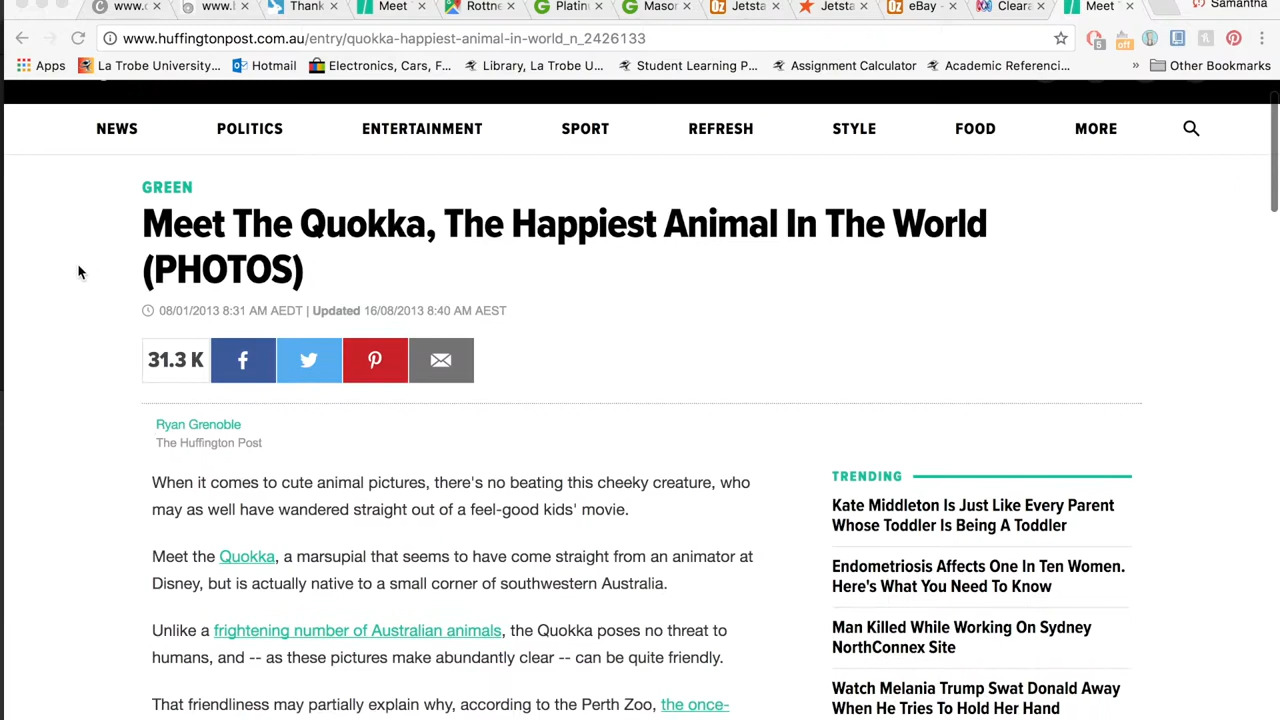 www.c
www.l
Thank
Meet
Rottne
Platin
Mason
Jetsta
Jetsta
eBay -
Cleara
Meet
Samantha
www.huffingtonpost.com.au/entry/quokka-happiest-animal-in-world_n_2426133
5
off
Apps
La Trobe University...
Hotmail
Electronics, Cars, F...
Library, La Trobe U...
Student Learning P...
Assignment Calculator
Academic Referenci...
»
Other Bookmarks
NEWS
POLITICS
ENTERTAINMENT
SPORT
REFRESH
STYLE
FOOD
MORE
GREEN
Meet The Quokka, The Happiest Animal In The World
(PHOTOS)
08/01/2013 8:31 AM AEDT | Updated 16/08/2013 8:40 AM AEST
31.3 K
Ryan Grenoble
The Huffington Post
When it comes to cute animal pictures, there's no beating this cheeky creature, who
may as well have wandered straight out of a feel-good kids' movie.
Meet the Quokka, a marsupial that seems to have come straight from an animator at
Disney, but is actually native to a small corner of southwestern Australia.
Unlike a frightening number of Australian animals, the Quokka poses no threat to
humans, and -- as these pictures make abundantly clear -- can be quite friendly.
That friendliness may partially explain why, according to the Perth Zoo, the once-
TRENDING
Kate Middleton Is Just Like Every Parent
Whose Toddler Is Being A Toddler
Endometriosis Affects One In Ten Women.
Here's What You Need To Know
Man Killed While Working On Sydney
NorthConnex Site
Watch Melania Trump Swat Donald Away
When He Tries To Hold Her Hand